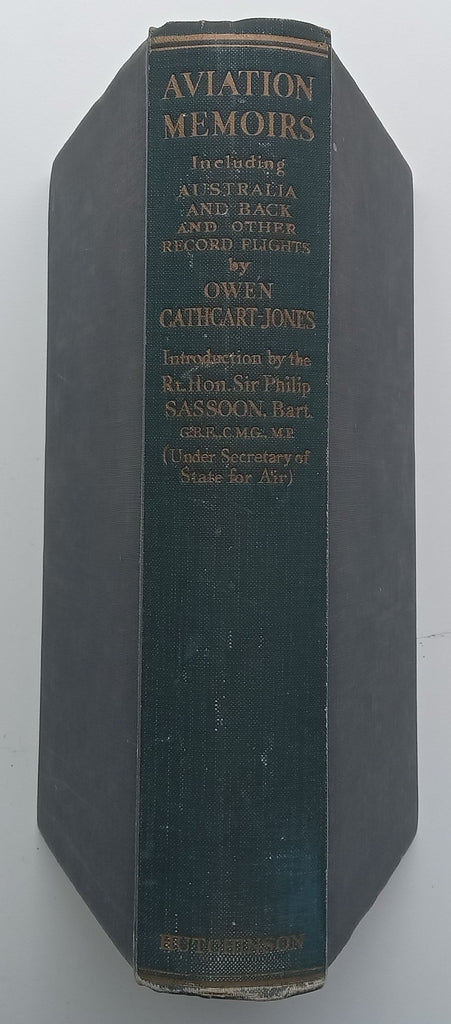 AVIATION
MEMOIRS
Including
AUSTRALIA
AND BACK
AND OTHER
RECORD FLIGHTS
by
OWEN
CATHCART-JONES
Introduction by the
Rt. Hon. Sir Philip
SASSOON, Bart.
G.B.E., C.M.G., M.P.
(Under Secretary of
State for Air)
HUTCHINSON